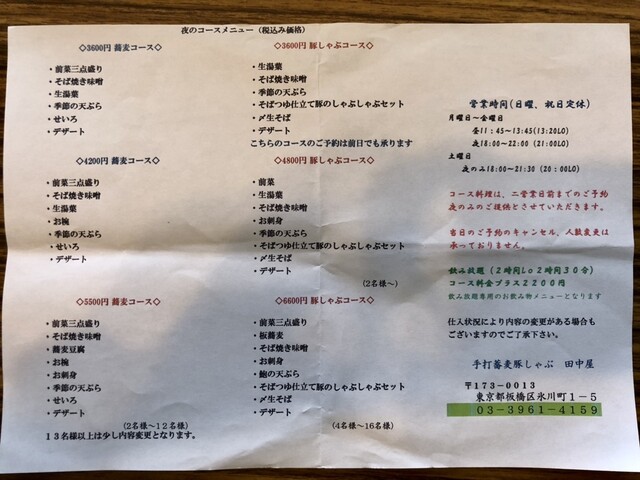 夜のコースメニュー（税込み価格）
◇3600円 蕎麦コース◇
・前菜三点盛り
・そば焼き味噌
・生湯葉
・季節の天ぷら
・せいろ
・デザート
◇3600円 豚しゃぶコース◇
・生湯葉
・そば焼き味噌
・季節の天ぷら
・そばつゆ仕立て豚のしゃぶしゃぶセット
・〆生そば
・デザート
こちらのコースのご予約は前日でも承ります
◇4200円 蕎麦コース◇
・前菜三点盛り
・そば焼き味噌
・生湯葉
・お椀
・季節の天ぷら
・せいろ
・デザート
◇4800円 豚しゃぶコース◇
・前菜
・生湯葉
・そば焼き味噌
・お刺身
・季節の天ぷら
・そばつゆ仕立て豚のしゃぶしゃぶセット
・〆生そば
・デザート
(2名様～)
◇5500円 蕎麦コース◇
・前菜三点盛り
・そば焼き味噌
・蕎麦豆腐
・お椀
・お刺身
・季節の天ぷら
・せいろ
・デザート
(2名様～12名様)
13名様以上は少し内容変更となります。
◇6600円 豚しゃぶコース◇
・前菜三点盛り
・板蕎麦
・そば焼き味噌
・お椀
・お刺身
・鮑の天ぷら
・そばつゆ仕立て豚のしゃぶしゃぶセット
・〆生そば
・デザート
(4名様～16名様)
営業時間(日曜、祝日定休)
月曜日～金曜日
昼11：45～13:45(13:20LO)
夜18:00～22:00 (21:00LO)
土曜日
夜のみ18:00～21:30 (20：00LO)
コース料理は、二営業日前までのご予約
夜のみのご提供とさせていただきます。
当日のご予約のキャンセル、人数変更は
承っておりません。
飲み放題（2時間Lo2時間30分）
コース料金プラス2200円
飲み放題専用のお飲み物メニューとなります
仕入状況により内容の変更がある場合も
ございますのでご了承下さい。
手打蕎麦豚しゃぶ 田中屋
〒173-0013
東京都板橋区氷川町1-5
03-3961-4159